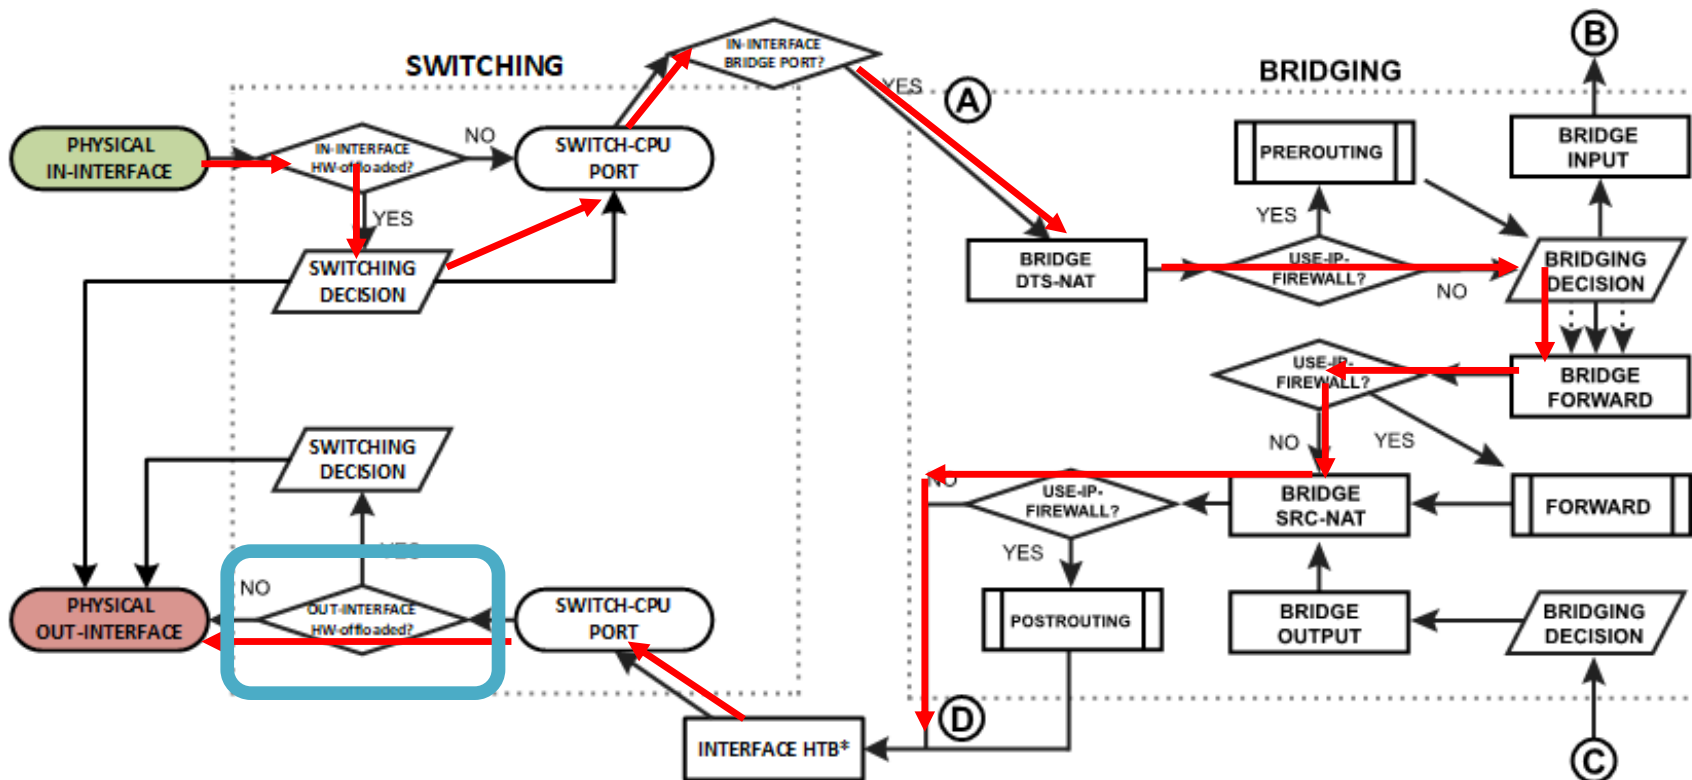 SWITCHING
BRIDGING
IN-INTERFACE
BRIDGE PORT?
YES
A
B
PHYSICAL
IN-INTERFACE
IN-INTERFACE
HW-offloaded?
NO
YES
SWITCH-CPU
PORT
SWITCHING
DECISION
PREROUTING
BRIDGE
INPUT
YES
BRIDGE
DTS-NAT
USE-IP-
FIREWALL?
NO
BRIDGING
DECISION
USE-IP-
FIREWALL?
BRIDGE
FORWARD
NO
YES
SWITCHING
DECISION
NO
USE-IP-
FIREWALL?
BRIDGE
SRC-NAT
FORWARD
YES
YES
NO
PHYSICAL
OUT-INTERFACE
OUT-INTERFACE
HW-offloaded?
SWITCH-CPU
PORT
POSTROUTING
BRIDGE
OUTPUT
BRIDGING
DECISION
D
INTERFACE HTB*
C